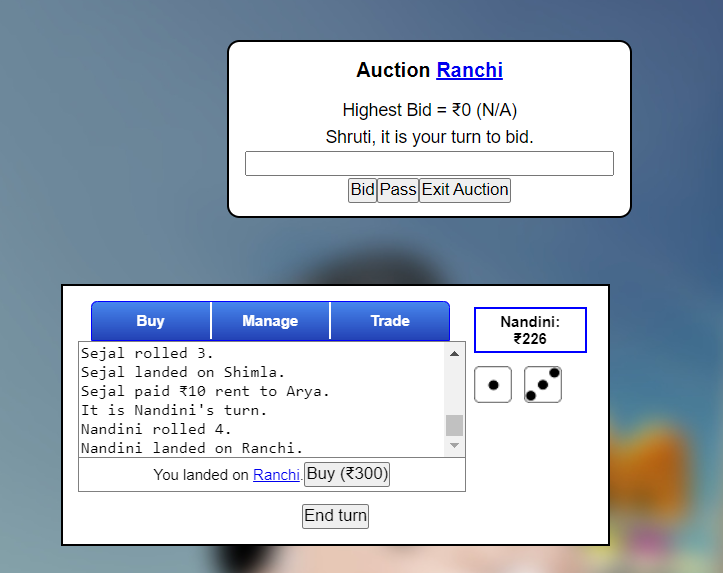 Auction Ranchi
Highest Bid = ₹0 (N/A)
Shruti, it is your turn to bid.
Bid Pass Exit Auction
Buy Manage Trade
Nandini:
₹226
Sejal rolled 3.
Sejal landed on Shimla.
Sejal paid ₹10 rent to Arya.
It is Nandini's turn.
Nandini rolled 4.
Nandini landed on Ranchi.
You landed on Ranchi. Buy (₹300)
End turn